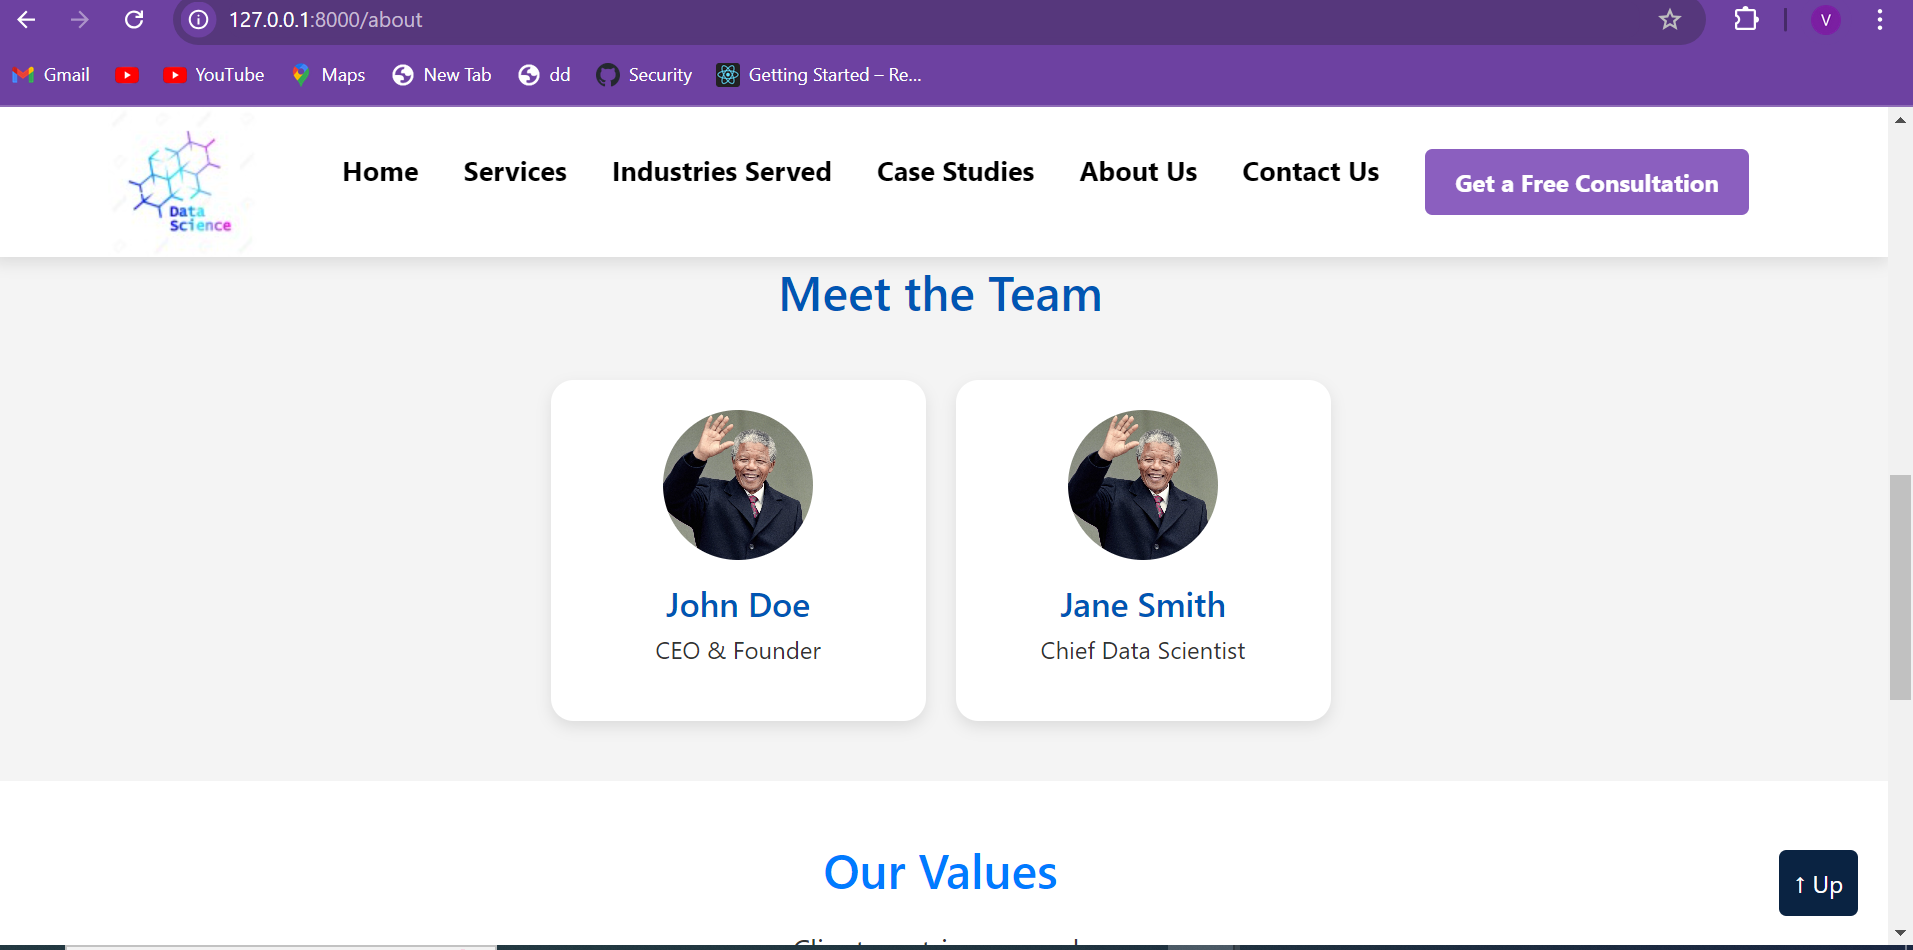 127.0.0.1:8000/about
V
Gmail
YouTube
Maps
New Tab
dd
Security
Getting Started – Re...
Data
Science
Home
Services
Industries Served
Case Studies
About Us
Contact Us
Get a Free Consultation
Meet the Team
John Doe
CEO & Founder
Jane Smith
Chief Data Scientist
Our Values
↑ Up